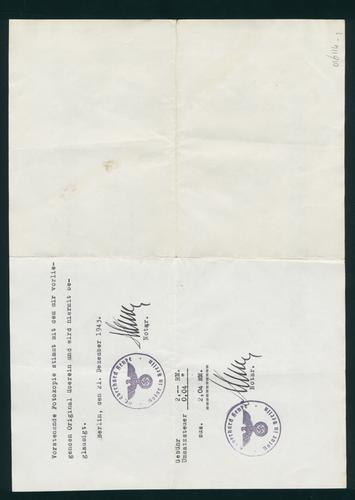 Vorstehende Fotokopie stimmt mit dem mir vorlie-
genden Original überein und wird hiermit be-
glaubigt.
Berlin, den 21. Dezember 1943.
Notar.
Gebühr 2,-- RM.
Umsatzsteuer 0.04 "
zus. 2.04 RM.
Notar.